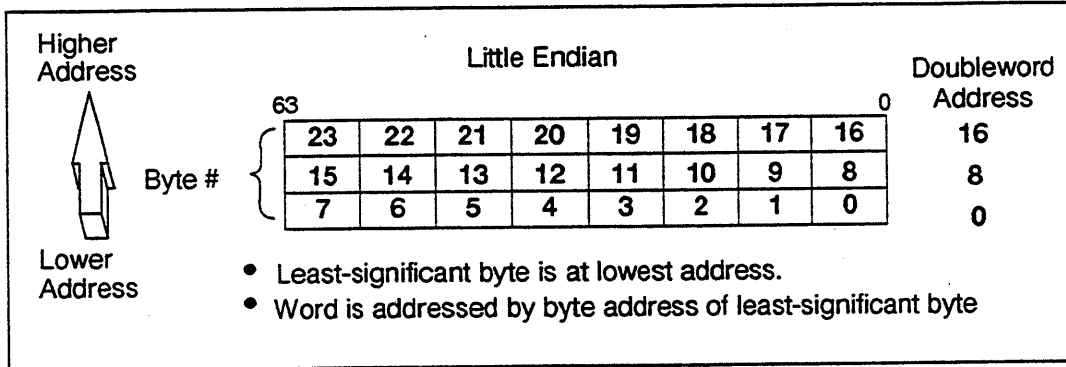 Higher
Address
Little Endian
Doubleword
Address
63
0
23 22 21 20 19 18 17 16
16
Byte #
15 14 13 12 11 10 9 8
8
7 6 5 4 3 2 1 0
0
Lower
Address
• Least-significant byte is at lowest address.
• Word is addressed by byte address of least-significant byte